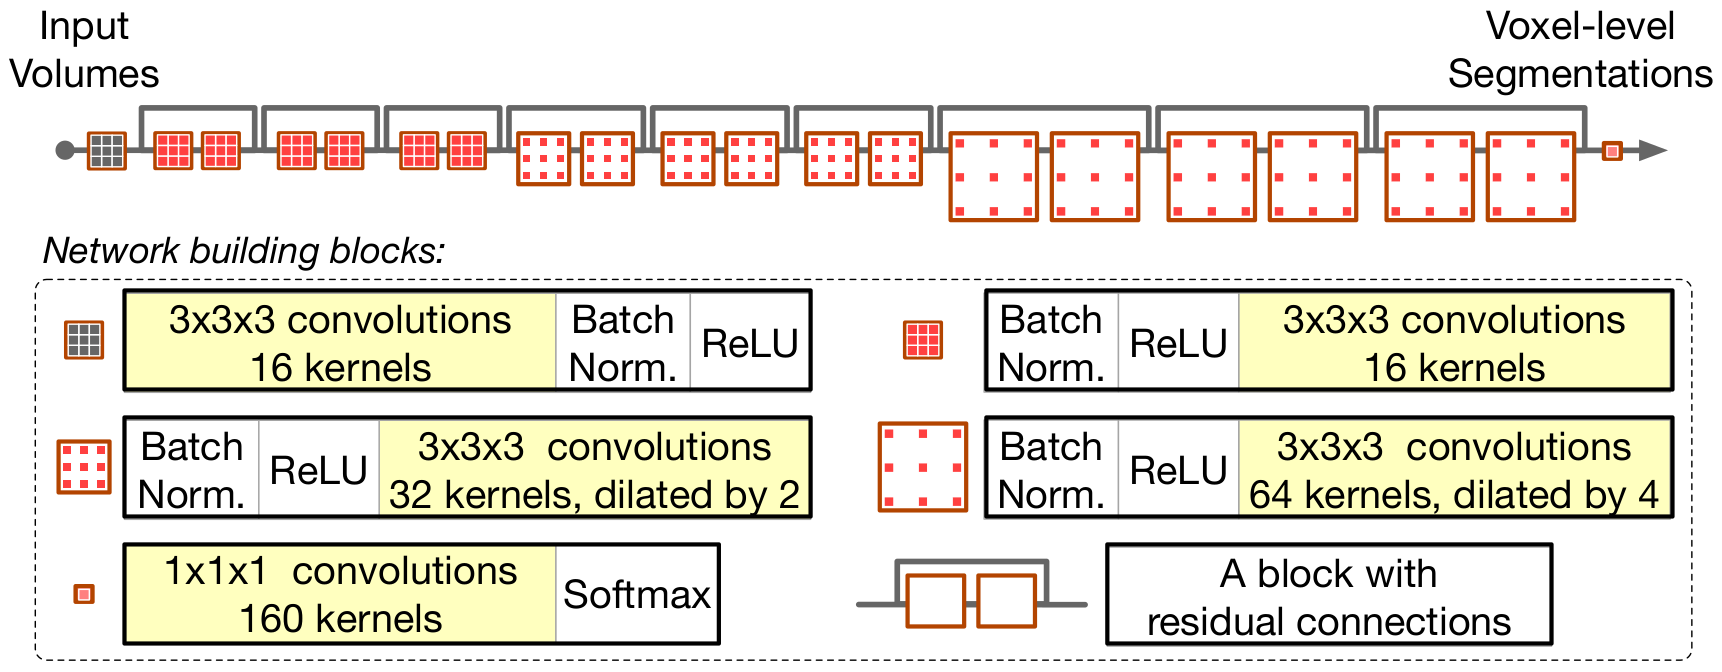 Input
Volumes
Voxel-level
Segmentations
Network building blocks:
3x3x3 convolutions
16 kernels
Batch
Norm.
ReLU
Batch
Norm.
ReLU
3x3x3 convolutions
16 kernels
Batch
Norm.
ReLU
3x3x3 convolutions
32 kernels, dilated by 2
Batch
Norm.
ReLU
3x3x3 convolutions
64 kernels, dilated by 4
1x1x1 convolutions
160 kernels
Softmax
A block with
residual connections